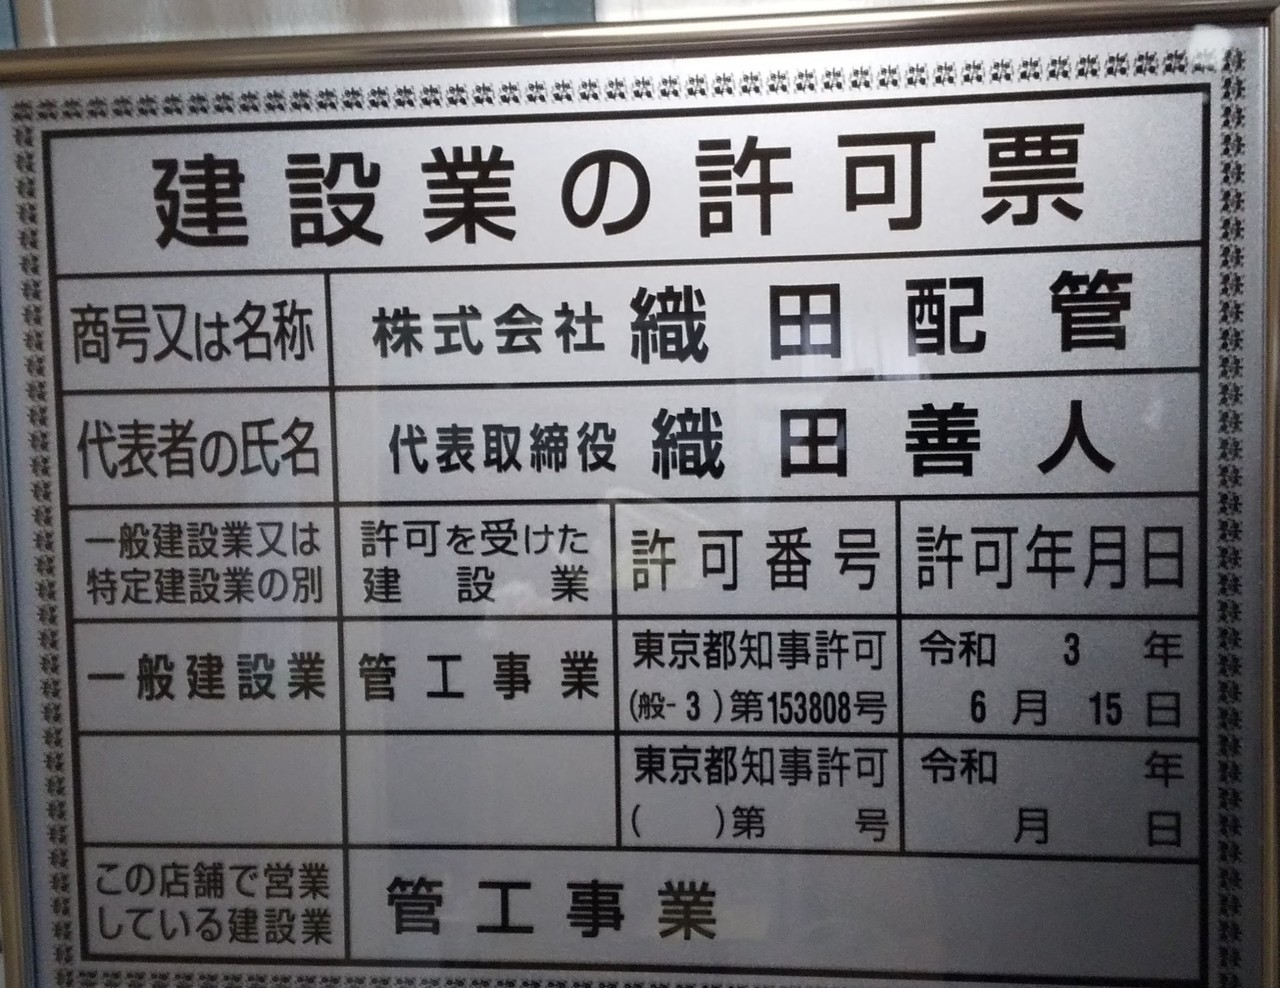 建設業の許可票
商号又は名称 株式会社 織田配管
代表者の氏名 代表取締役 織田善人
一般建設業又は
特定建設業の別
許可を受けた
建設業
許可番号
許可年月日
一般建設業
管工事業
東京都知事許可
(般-3)第153808号
令和 3 年
6 月 15 日
東京都知事許可
( )第 号
令和 年
月 日
この店舗で営業
している建設業
管工事業